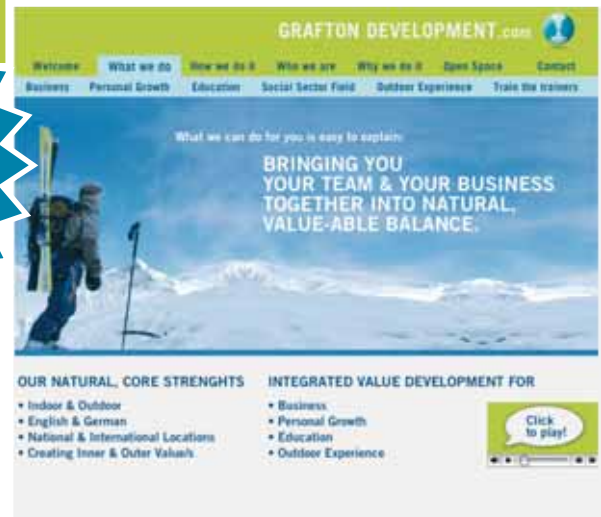 GRAFTON DEVELOPMENT.com
Welcome What we do How we do it Who we are Why we do it Open Space Contact
Business Personal Growth Education Social Sector Field Outdoor Experience Train the trainers
What we can do for you is easy to explain:
BRINGING YOU
YOUR TEAM & YOUR BUSINESS
TOGETHER INTO NATURAL,
VALUE-ABLE BALANCE.
OUR NATURAL, CORE STRENGHTS
• Indoor & Outdoor
• English & German
• National & International Locations
• Creating Inner & Outer Value/s
INTEGRATED VALUE DEVELOPMENT FOR
• Business
• Personal Growth
• Education
• Outdoor Experience
Click
to play!